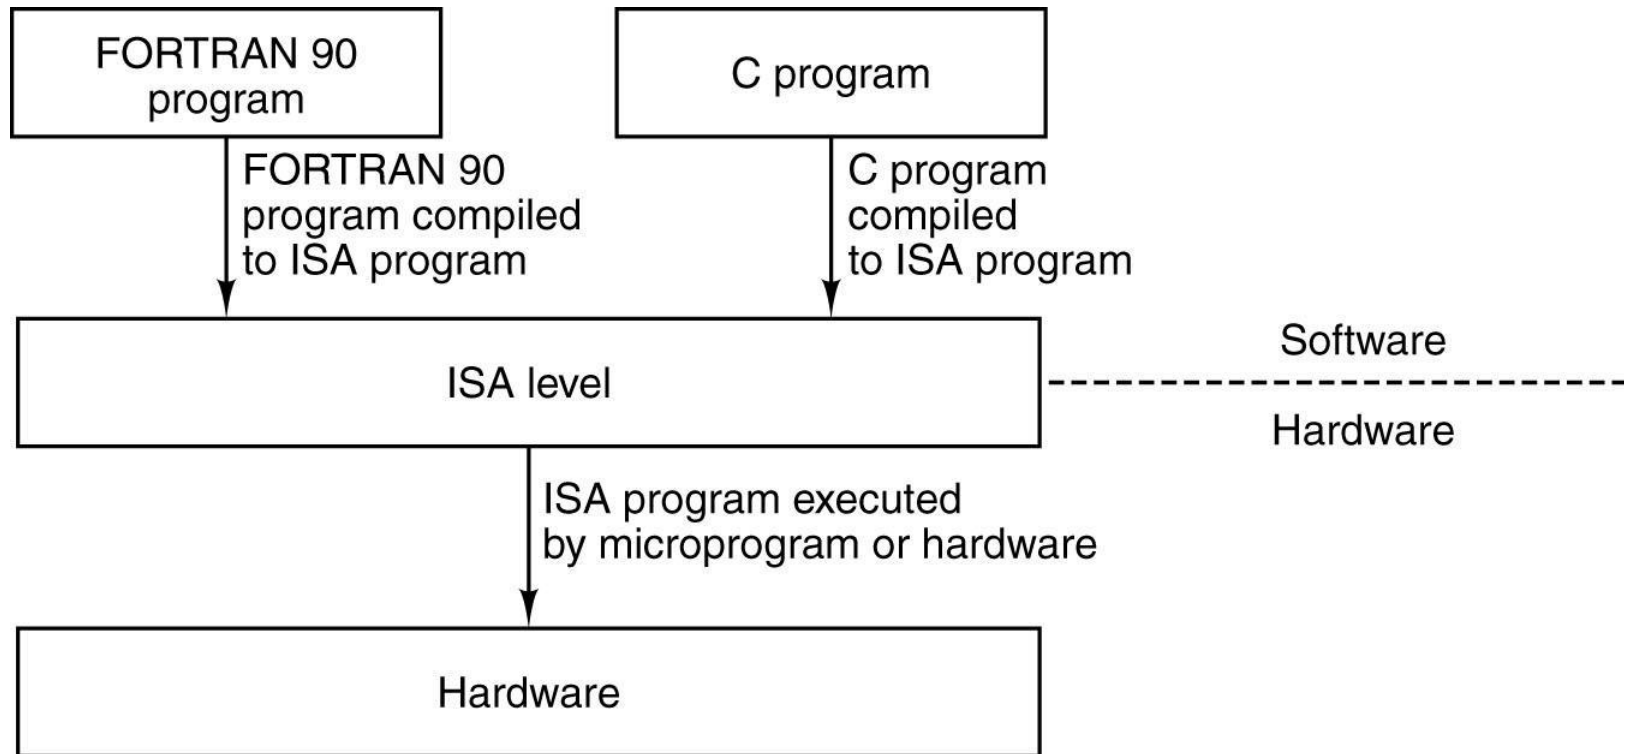 FORTRAN 90
program
C program
FORTRAN 90
program compiled
to ISA program
C program
compiled
to ISA program
Software
ISA level
Hardware
ISA program executed
by microprogram or hardware
Hardware